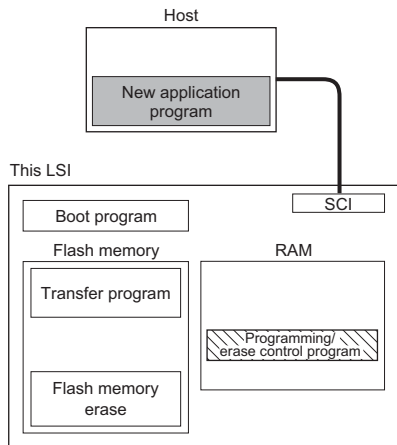 Host
New application
program
This LSI
SCI
Boot program
Flash memory
RAM
Transfer program
Programming/
erase control program
Flash memory
erase